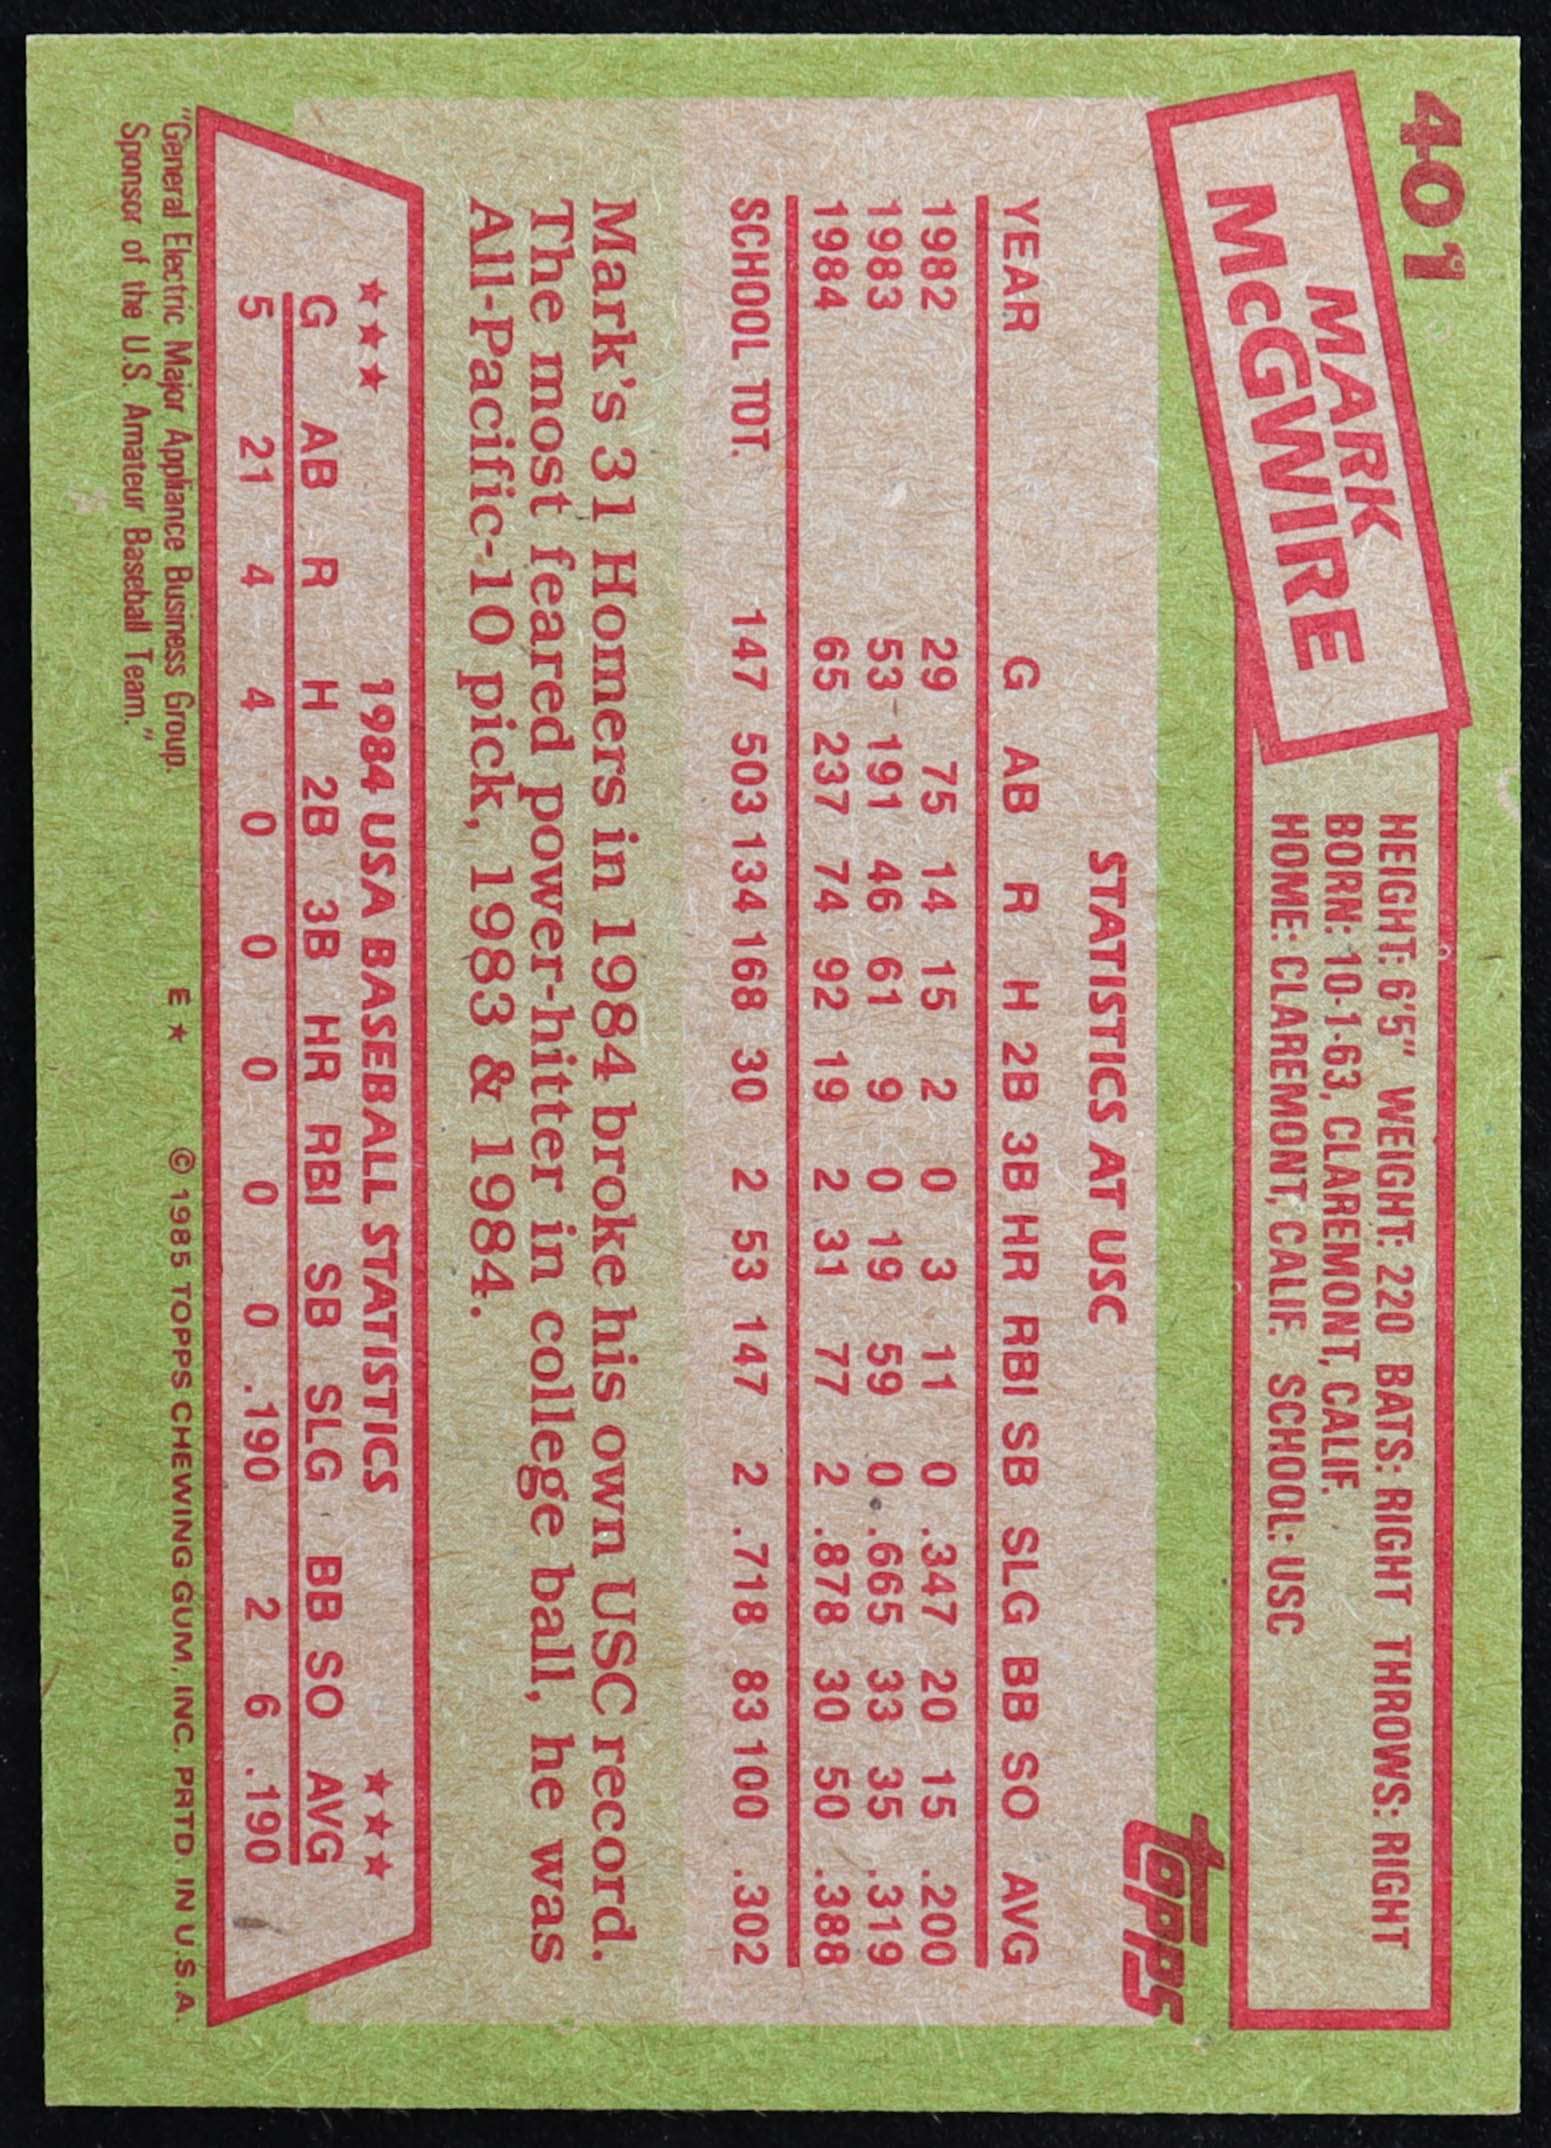 401
MARK
McGWIRE
HEIGHT: 6'5" WEIGHT: 220 BATS: RIGHT THROWS: RIGHT
BORN: 10-1-63, CLAREMONT, CALIF.
HOME: CLAREMONT, CALIF. SCHOOL: USC
TOPPS
STATISTICS AT USC
YEAR G AB R H 2B 3B HR RBI SB SLG BB SO AVG
1982 29 75 14 15 2 0 3 11 0 .347 20 15 .200
1983 53 191 46 61 9 0 19 59 0 .665 33 35 .319
1984 65 237 74 92 19 2 31 77 2 .878 30 50 .388
SCHOOL TOT. 147 503 134 168 30 2 53 147 2 .718 83 100 .302
Mark's 31 Homers in 1984 broke his own USC record.
The most feared power-hitter in college ball, he was
All-Pacific-10 pick, 1983 & 1984.
★★★ 1984 USA BASEBALL STATISTICS ★★★
G AB R H 2B 3B HR RBI SB SLG BB SO AVG
5 21 4 4 0 0 0 0 0 .190 2 6 .190
"General Electric Major Appliance Business Group. E ★ © 1985 TOPPS CHEWING GUM, INC. PRTD. IN U.S.A.
Sponsor of the U.S. Amateur Baseball Team."